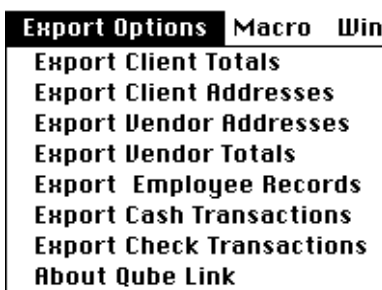 Export Options Macro Win
Export Client Totals
Export Client Addresses
Export Vendor Addresses
Export Vendor Totals
Export  Employee Records
Export Cash Transactions
Export Check Transactions
About Qube Link